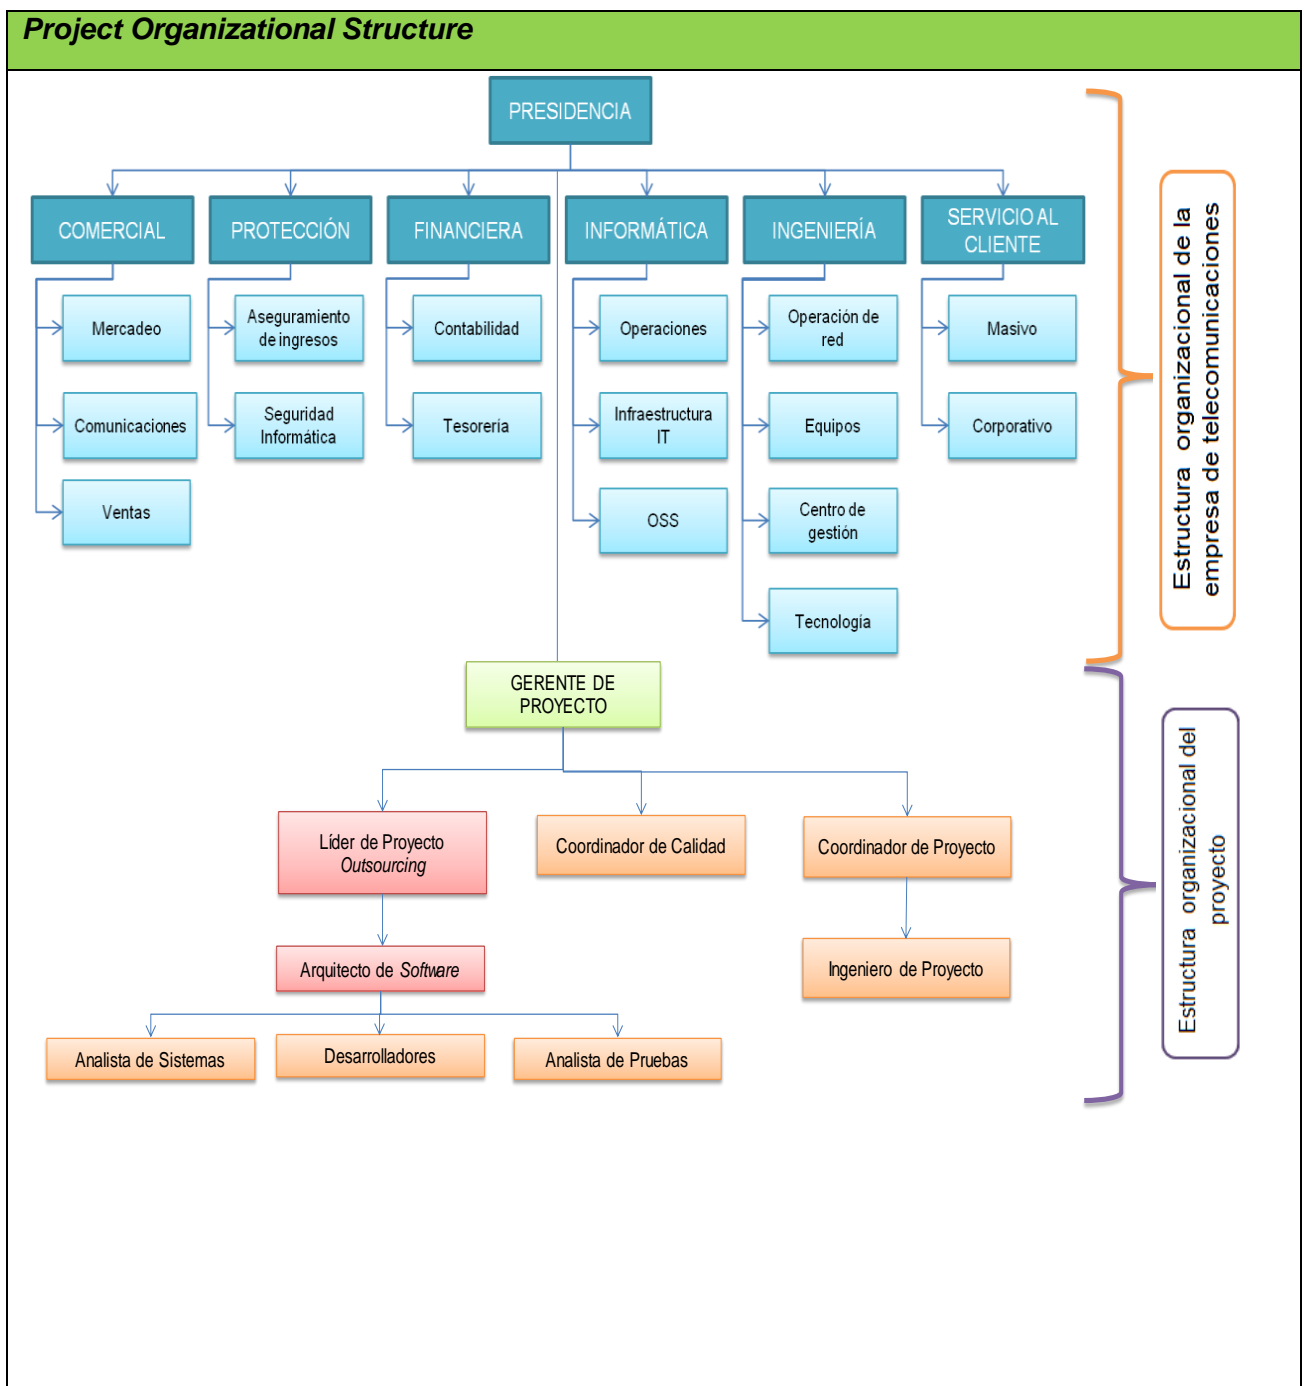 Project Organizational Structure
PRESIDENCIA
COMERCIAL
PROTECCIÓN
FINANCIERA
INFORMÁTICA
INGENIERÍA
SERVICIO AL
CLIENTE
Mercadeo
Aseguramiento
de ingresos
Contabilidad
Operaciones
Operación de
red
Masivo
Comunicaciones
Seguridad
Informática
Tesorería
Infraestructura
IT
Equipos
Corporativo
Ventas
OSS
Centro de
gestión
Tecnología
Estructura organizacional de la
empresa de telecomunicaciones
GERENTE DE
PROYECTO
Líder de Proyecto
Outsourcing
Coordinador de Calidad
Coordinador de Proyecto
Arquitecto de Software
Ingeniero de Proyecto
Analista de Sistemas
Desarrolladores
Analista de Pruebas
Estructura organizacional del
proyecto